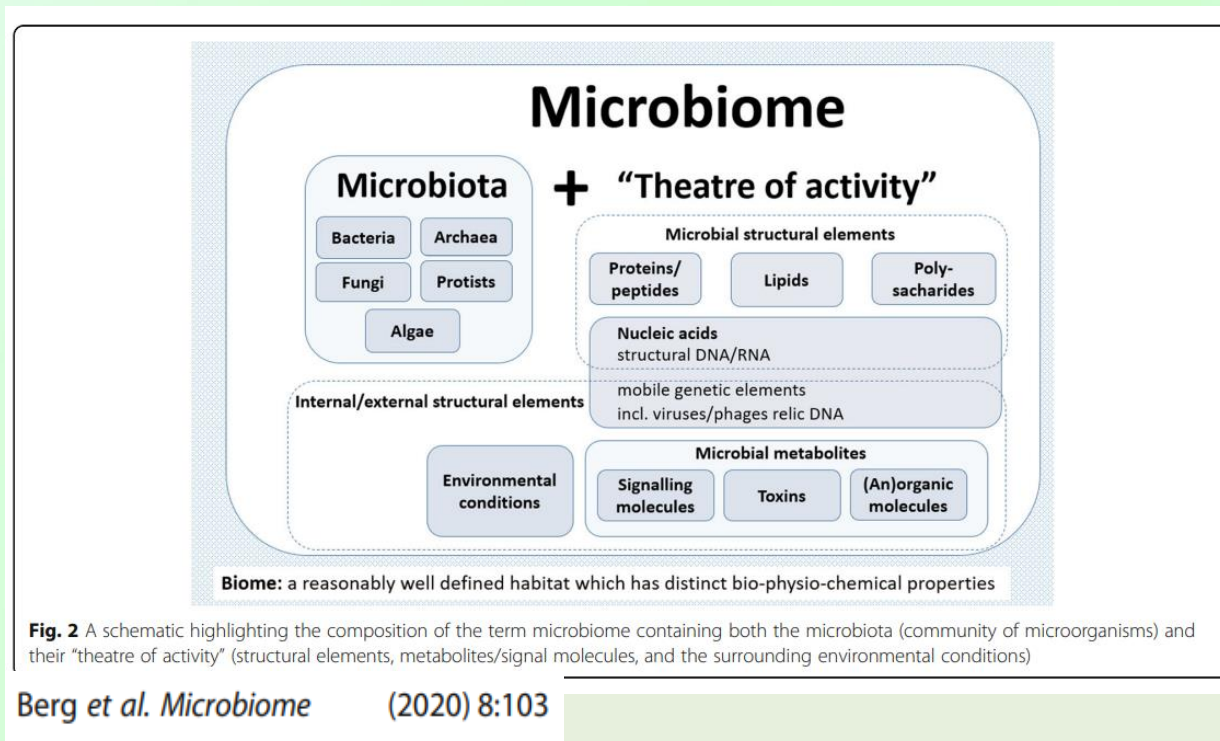 Microbiome
Microbiota + “Theatre of activity”
Bacteria
Archaea
Fungi
Protists
Algae
Microbial structural elements
Proteins/
peptides
Lipids
Poly-
sacharides
Nucleic acids
structural DNA/RNA
mobile genetic elements
incl. viruses/phages relic DNA
Internal/external structural elements
Environmental
conditions
Microbial metabolites
Signalling
molecules
Toxins
(An)organic
molecules
Biome: a reasonably well defined habitat which has distinct bio-physio-chemical properties
Fig. 2 A schematic highlighting the composition of the term microbiome containing both the microbiota (community of microorganisms) and
their “theatre of activity” (structural elements, metabolites/signal molecules, and the surrounding environmental conditions)
Berg et al. Microbiome (2020) 8:103